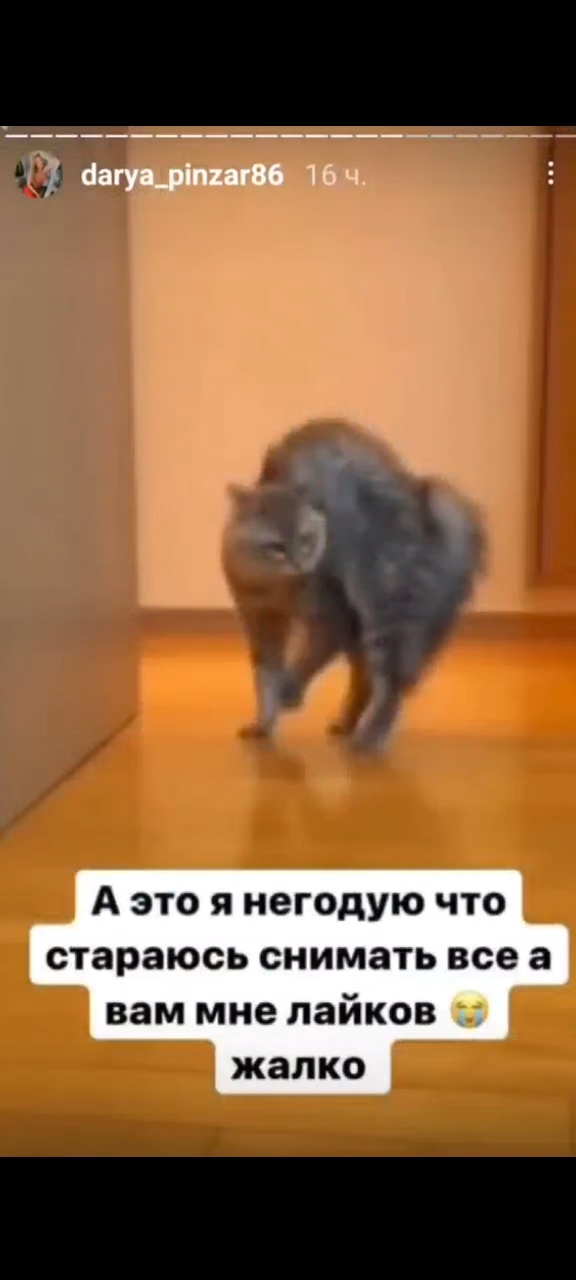 darya_pinzar86 16 ч.
А это я негодую что
стараюсь снимать все а
вам мне лайков 😭
жалко